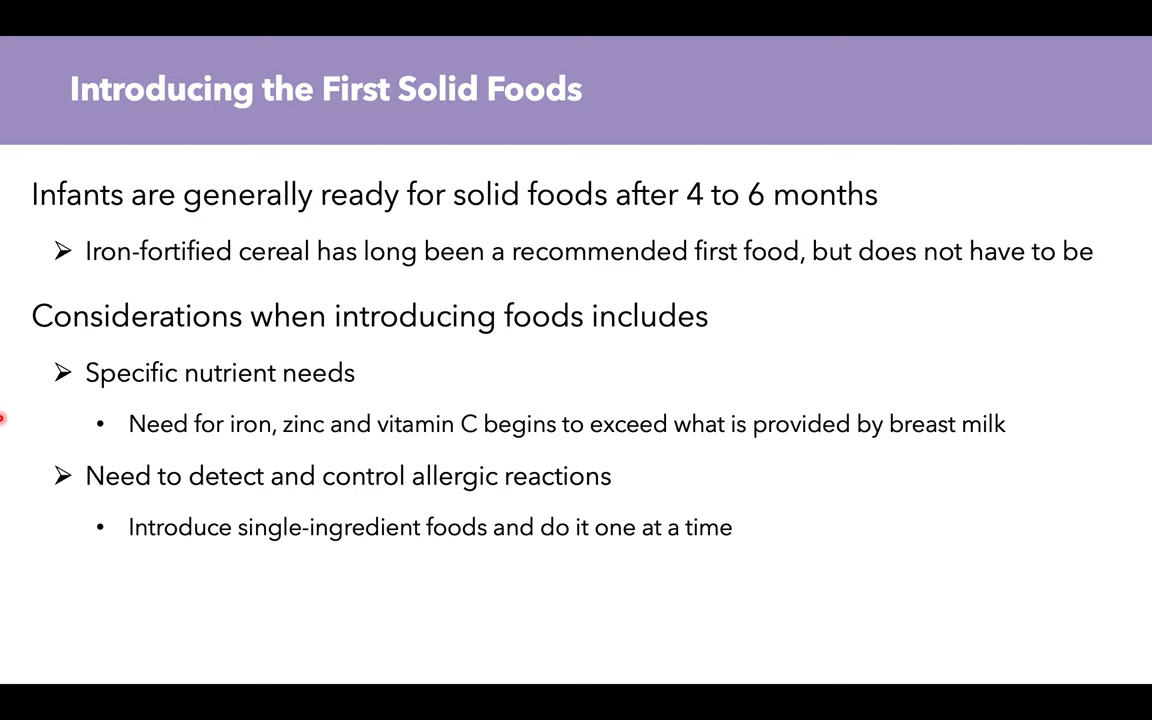 Introducing the First Solid Foods
Infants are generally ready for solid foods after 4 to 6 months
➢ Iron-fortified cereal has long been a recommended first food, but does not have to be
Considerations when introducing foods includes
➢ Specific nutrient needs
• Need for iron, zinc and vitamin C begins to exceed what is provided by breast milk
➢ Need to detect and control allergic reactions
• Introduce single-ingredient foods and do it one at a time